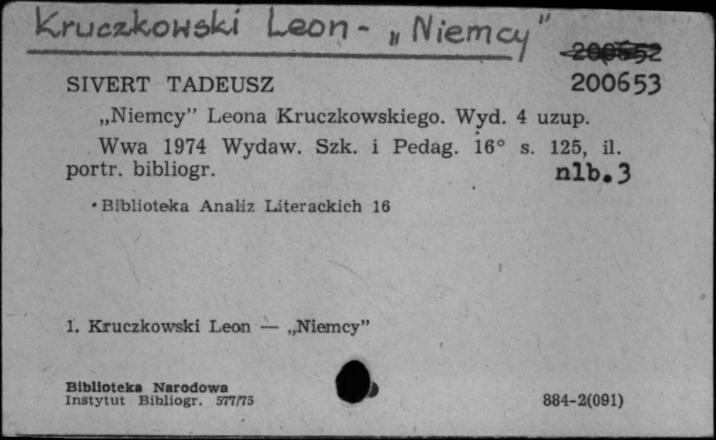 Kruczkowski Leon - „Niemcy"
200652
SIVERT TADEUSZ 200653
„Niemcy” Leona Kruczkowskiego. Wyd. 4 uzup.
Wwa 1974 Wydaw. Szk. i Pedag. 16° s. 125, il.
portr. bibliogr. nlb. 3
Biblioteka Analiz Literackich 16
1. Kruczkowski Leon — „Niemcy”
Biblioteka Narodowa
Instytut Bibliogr. 577/75 884-2(091)